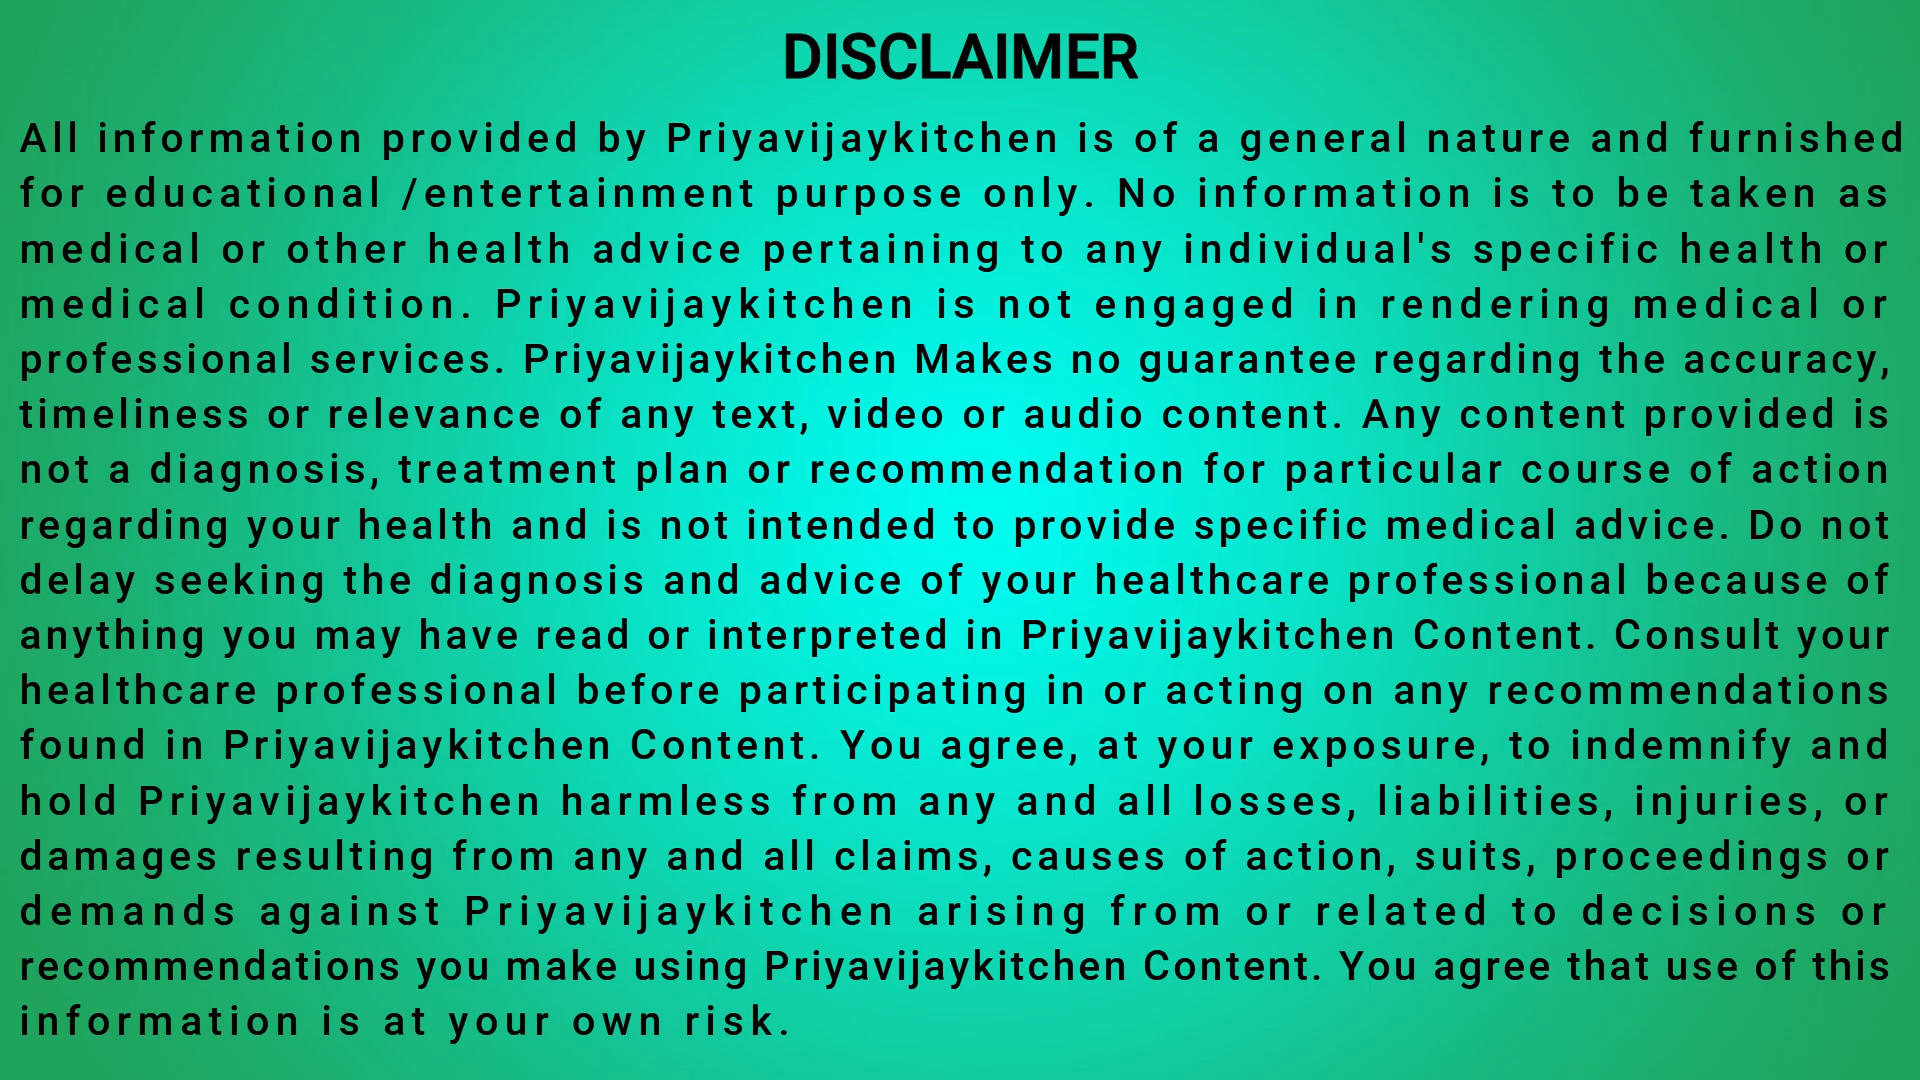 DISCLAIMER
All information provided by Priyavijaykitchen is of a general nature and furnished
for educational /entertainment purpose only. No information is to be taken as
medical or other health advice pertaining to any individual's specific health or
medical condition. Priyavijaykitchen is not engaged in rendering medical or
professional services. Priyavijaykitchen Makes no guarantee regarding the accuracy,
timeliness or relevance of any text, video or audio content. Any content provided is
not a diagnosis, treatment plan or recommendation for particular course of action
regarding your health and is not intended to provide specific medical advice. Do not
delay seeking the diagnosis and advice of your healthcare professional because of
anything you may have read or interpreted in Priyavijaykitchen Content. Consult your
healthcare professional before participating in or acting on any recommendations
found in Priyavijaykitchen Content. You agree, at your exposure, to indemnify and
hold Priyavijaykitchen harmless from any and all losses, liabilities, injuries, or
damages resulting from any and all claims, causes of action, suits, proceedings or
demands against Priyavijaykitchen arising from or related to decisions or
recommendations you make using Priyavijaykitchen Content. You agree that use of this
information is at your own risk.